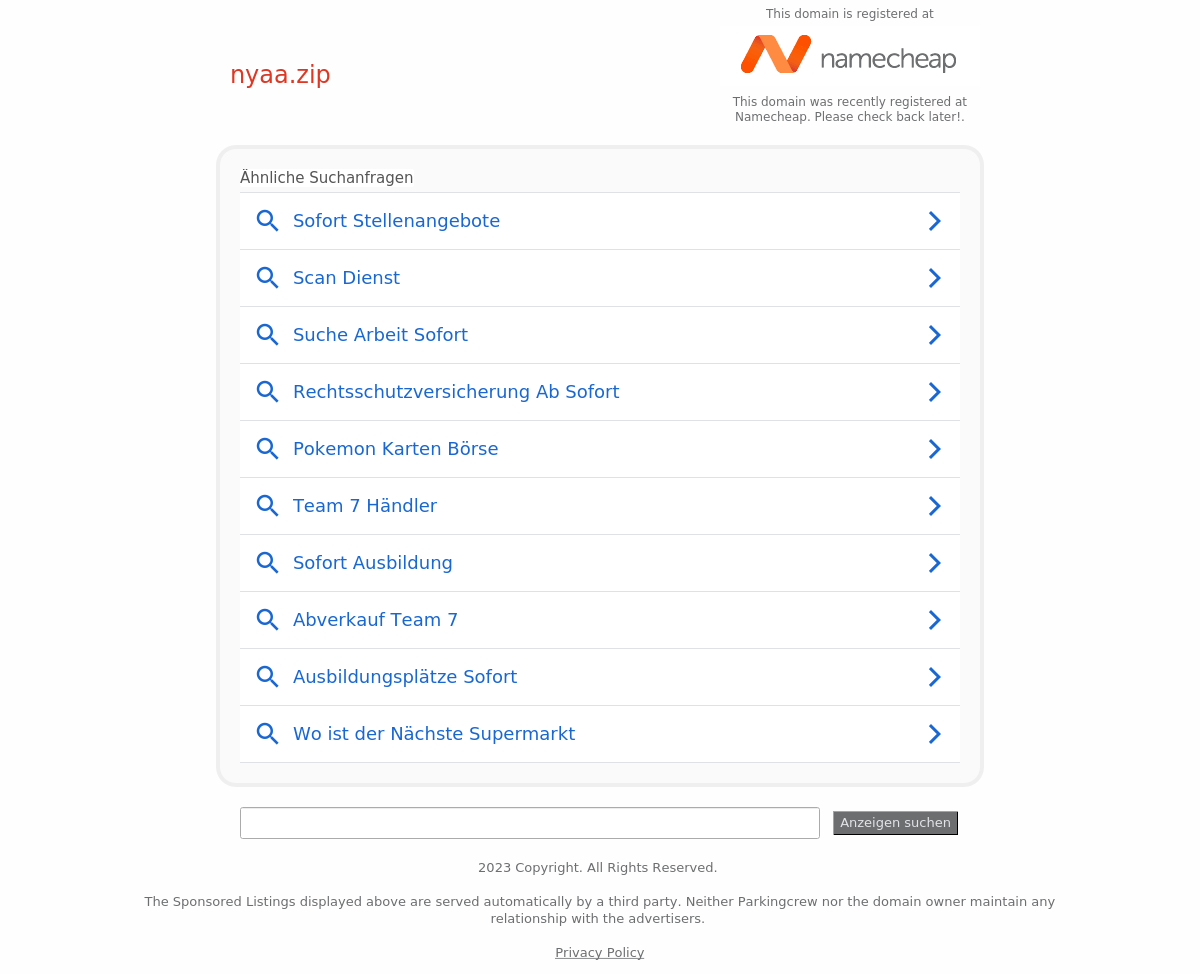 This domain is registered at
namecheap
nyaa.zip
This domain was recently registered at
Namecheap. Please check back later!.
Ähnliche Suchanfragen
Sofort Stellenangebote
Scan Dienst
Suche Arbeit Sofort
Rechtsschutzversicherung Ab Sofort
Pokemon Karten Börse
Team 7 Händler
Sofort Ausbildung
Abverkauf Team 7
Ausbildungsplätze Sofort
Wo ist der Nächste Supermarkt
Anzeigen suchen
2023 Copyright. All Rights Reserved.
The Sponsored Listings displayed above are served automatically by a third party. Neither Parkingcrew nor the domain owner maintain any
relationship with the advertisers.
Privacy Policy